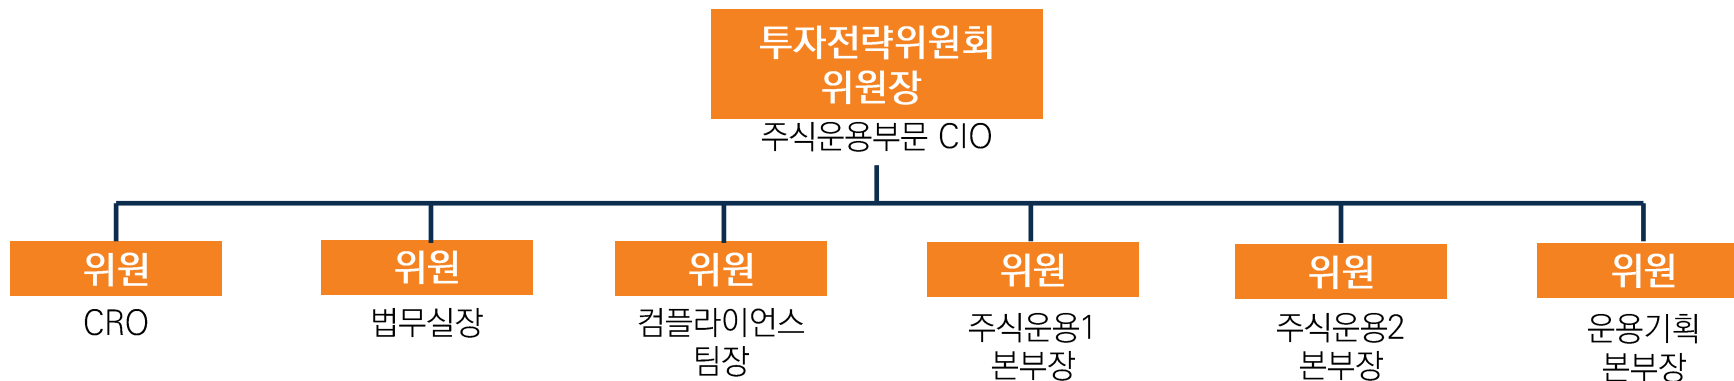 투자전략위원회
위원장
주식운용부문 CIO
위원
CRO
위원
법무실장
위원
컴플라이언스
팀장
위원
주식운용1
본부장
위원
주식운용2
본부장
위원
운용기획
본부장